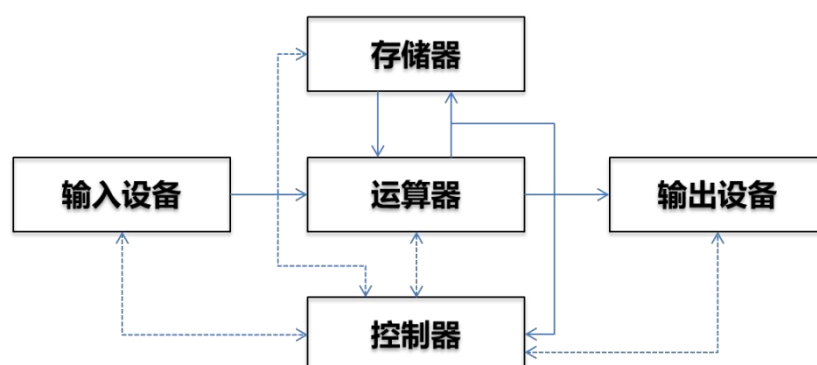 存储器
输入设备
运算器
输出设备
控制器